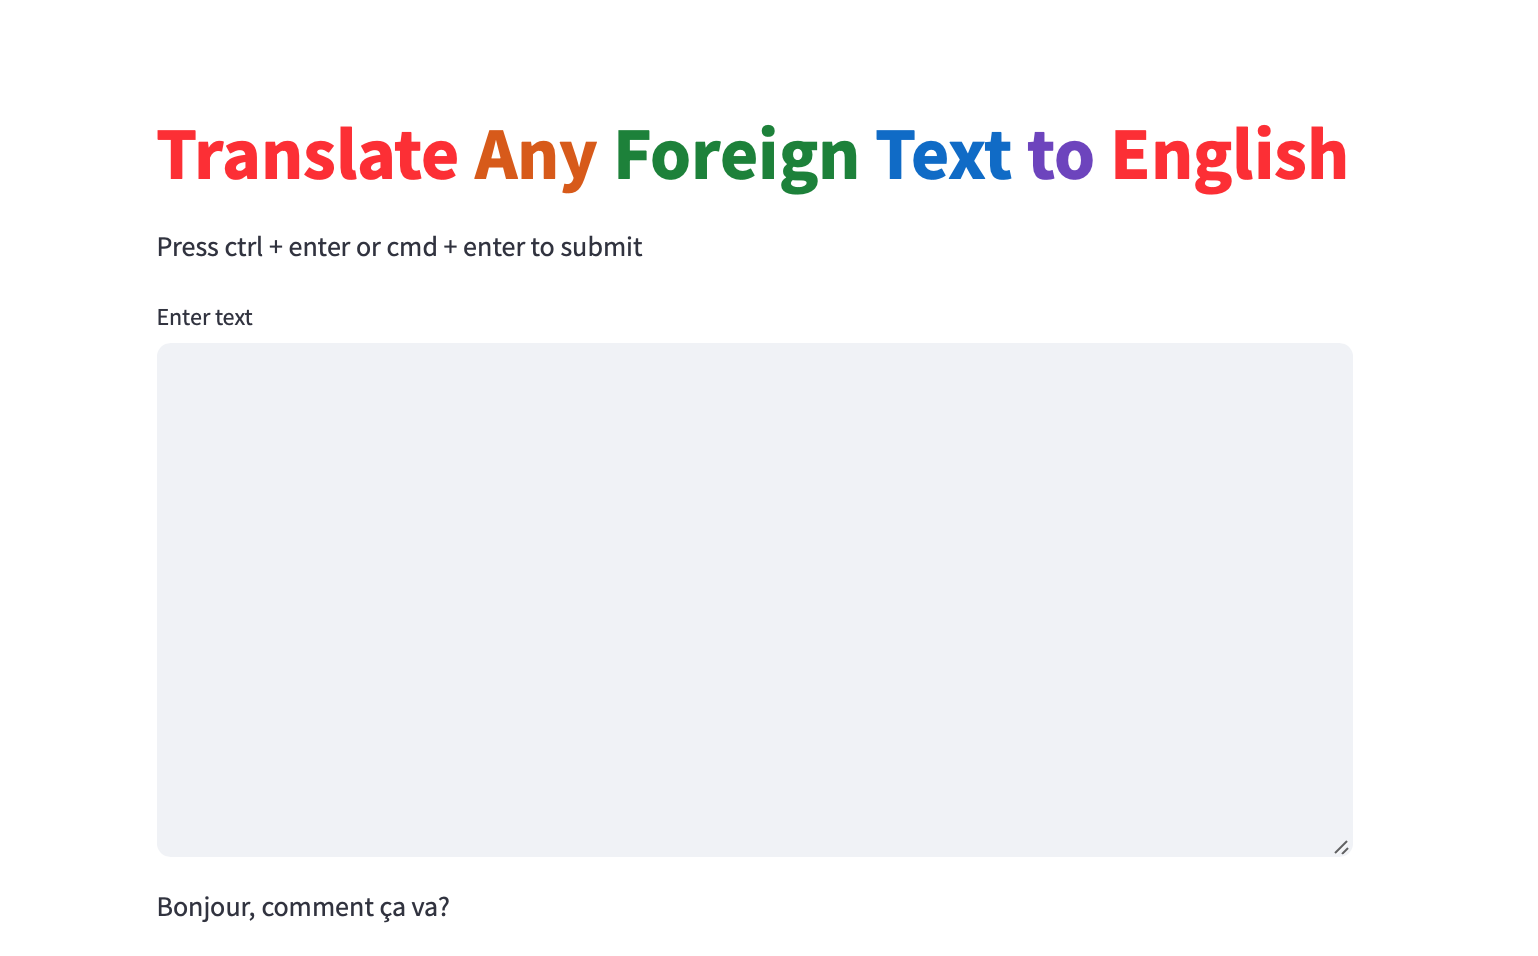 Translate Any Foreign Text to English
Press ctrl + enter or cmd + enter to submit
Enter text
Bonjour, comment ça va?